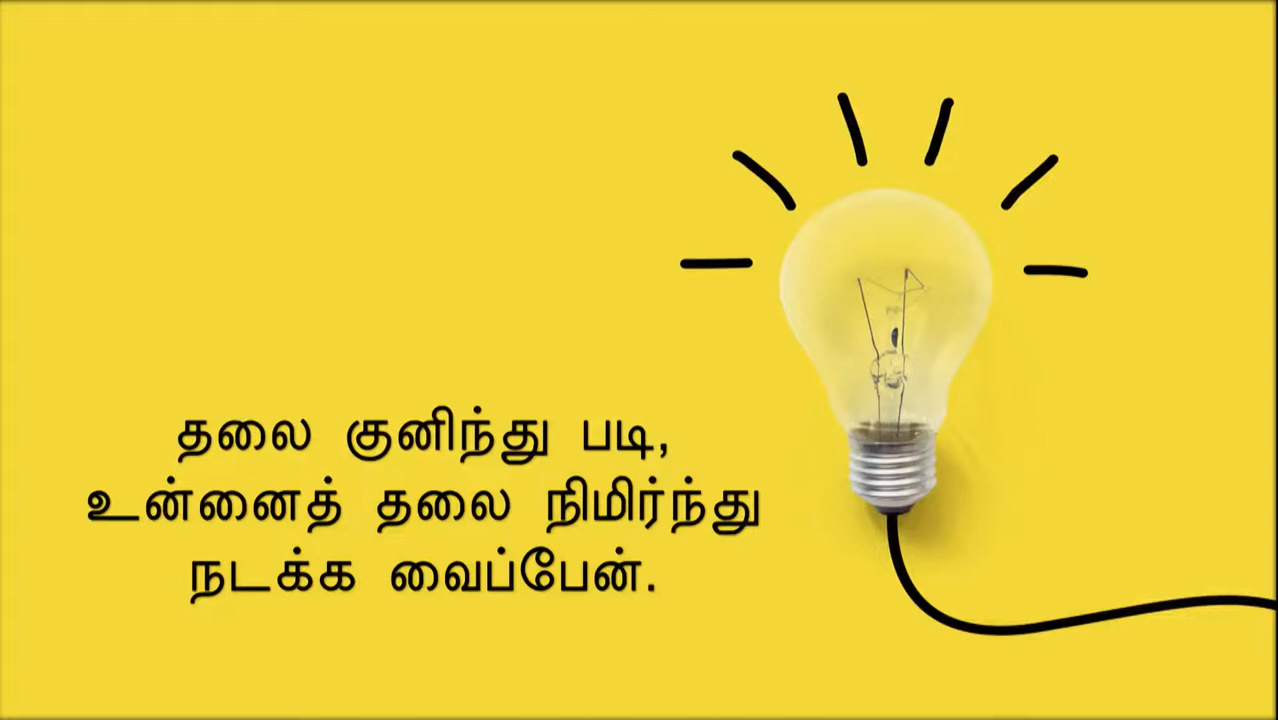 தலை குனிந்து படி,
உன்னைத் தலை நிமிர்ந்து
நடக்க வைப்பேன்.